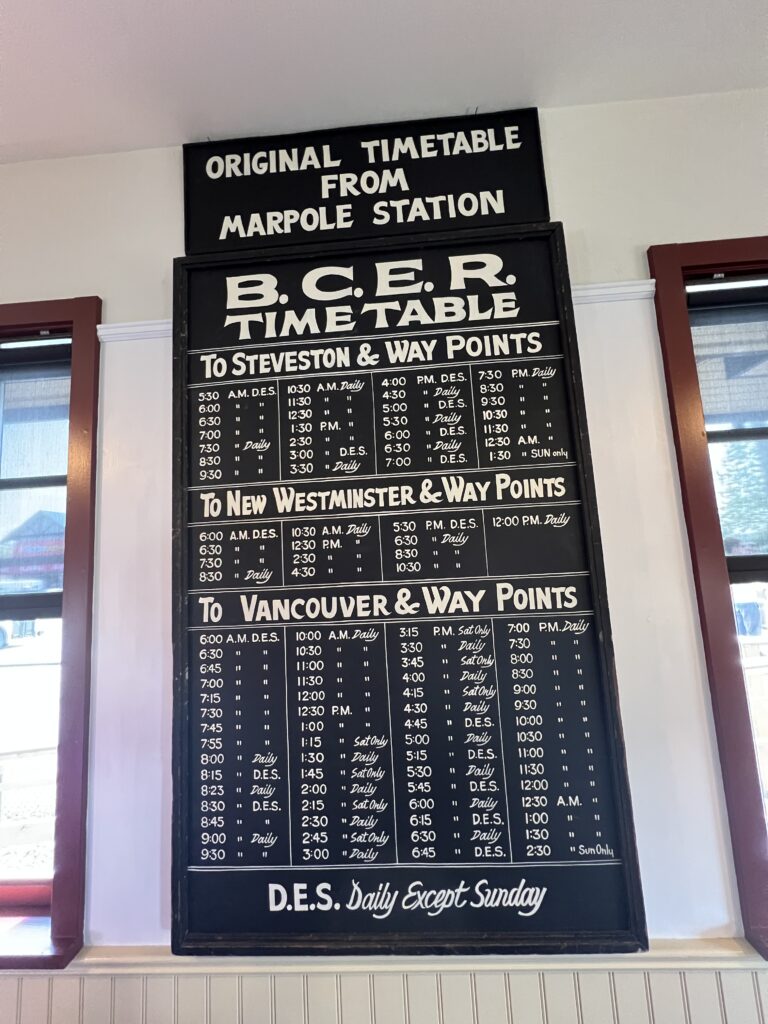 ORIGINAL TIMETABLE
FROM
MARPOLE STATION
B.C.E.R.
TIME TABLE
TO STEVESTON & WAY POINTS
5:30 A.M. D.E.S.
6:00 " "
6:30 " "
7:00 " "
7:30 " Daily
8:30 " "
9:30 " "
10:30 A.M. Daily
11:30 " "
12:30 " "
1:30 P.M. "
2:30 " "
3:00 " D.E.S.
3:30 " Daily
4:00 P.M. D.E.S.
4:30 " Daily
5:00 " D.E.S.
5:30 " Daily
6:00 " D.E.S.
6:30 " Daily
7:00 " D.E.S.
7:30 P.M. Daily
8:30 " "
9:30 " "
10:30 " "
11:30 " "
12:30 A.M. "
1:30 " SUN only
TO NEW WESTMINSTER & WAY POINTS
6:00 A.M. D.E.S.
6:30 " "
7:30 " "
8:30 " Daily
10:30 A.M. Daily
12:30 P.M. "
2:30 " "
4:30 " "
5:30 P.M. D.E.S.
6:30 " Daily
8:30 " "
10:30 " "
12:00 P.M. Daily
TO VANCOUVER & WAY POINTS
6:00 A.M. D.E.S.
6:30 " "
6:45 " "
7:00 " "
7:15 " "
7:30 " "
7:45 " "
7:55 " "
8:00 " Daily
8:15 " D.E.S.
8:23 " Daily
8:30 " D.E.S.
8:45 " "
9:00 " Daily
9:30 " "
10:00 A.M. Daily
10:30 " "
11:00 " "
11:30 " "
12:00 " "
12:30 P.M. "
1:00 " "
1:15 " Sat Only
1:30 " Daily
1:45 " Sat Only
2:00 " Daily
2:15 " Sat Only
2:30 " Daily
2:45 " Sat Only
3:00 " Daily
3:15 P.M. Sat Only
3:30 " Daily
3:45 " Sat Only
4:00 " Daily
4:15 " Sat Only
4:30 " Daily
4:45 " D.E.S.
5:00 " Daily
5:15 " D.E.S.
5:30 " Daily
5:45 " D.E.S.
6:00 " Daily
6:15 " D.E.S.
6:30 " Daily
6:45 " D.E.S.
7:00 P.M. Daily
7:30 " "
8:00 " "
8:30 " "
9:00 " "
9:30 " "
10:00 " "
10:30 " "
11:00 " "
11:30 " "
12:00 " "
12:30 A.M. "
1:00 " "
1:30 " "
2:30 " Sun Only
D.E.S. Daily Except Sunday